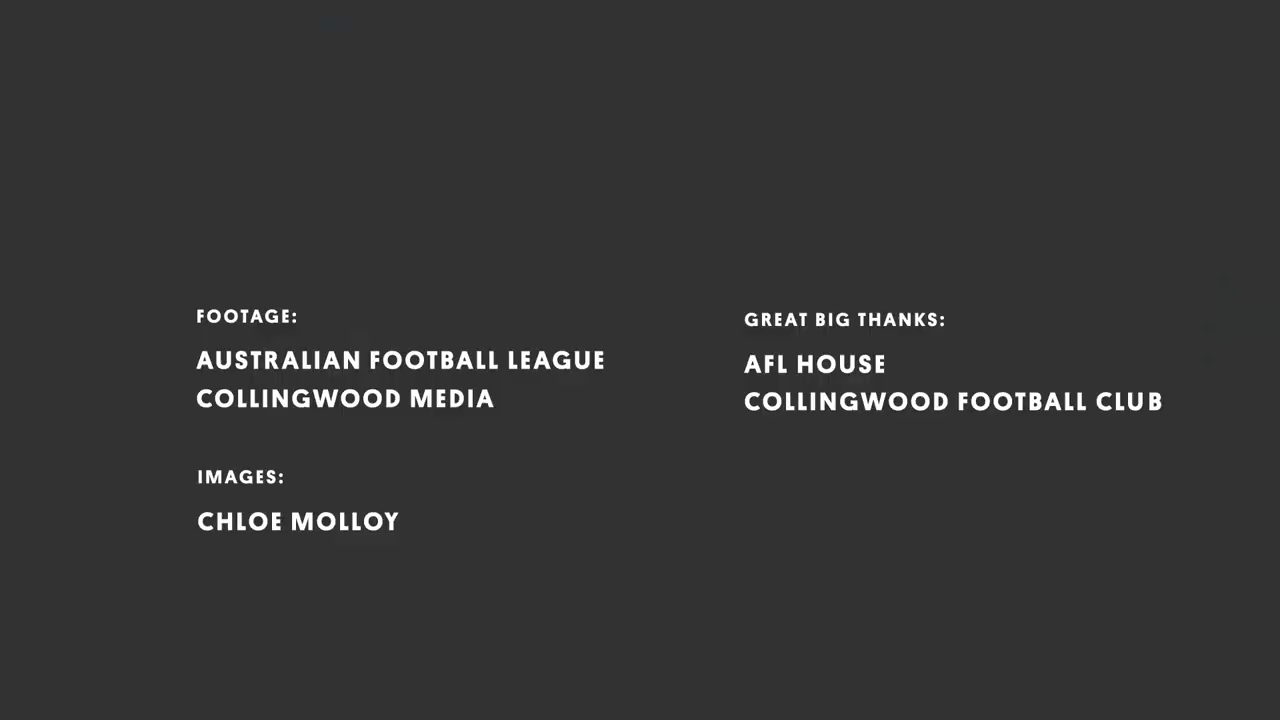 FOOTAGE:
AUSTRALIAN FOOTBALL LEAGUE
COLLINGWOOD MEDIA
IMAGES:
CHLOE MOLLOY
GREAT BIG THANKS:
AFL HOUSE
COLLINGWOOD FOOTBALL CLUB